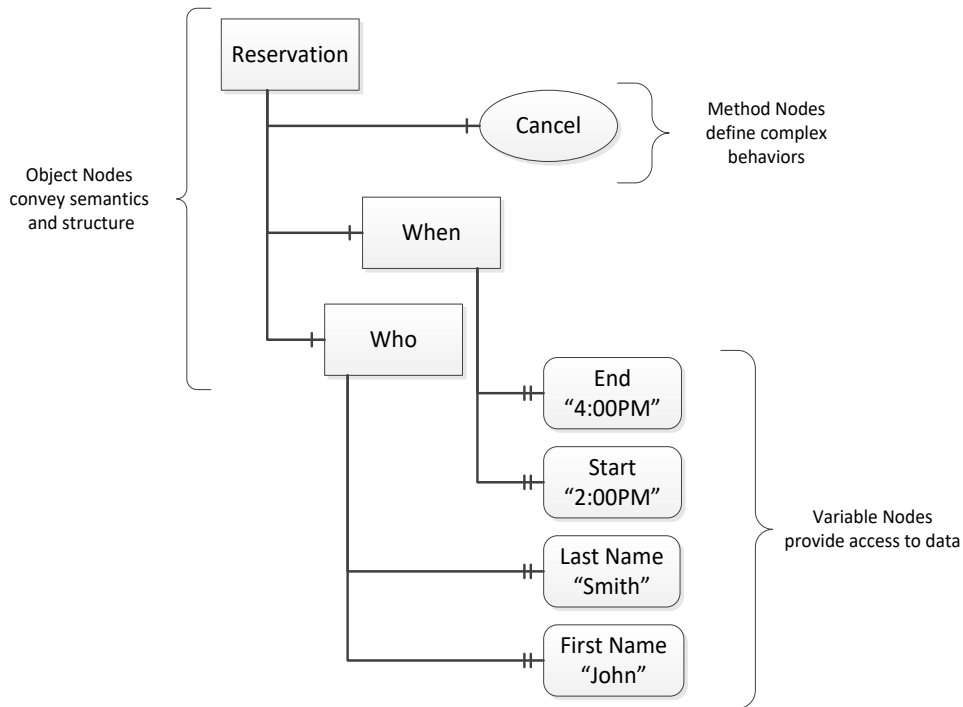 Reservation
Cancel
Method Nodes
define complex
behaviors
Object Nodes
convey semantics
and structure
When
Who
End
“4:00PM”
Start
“2:00PM”
Variable Nodes
provide access to data
Last Name
“Smith”
First Name
“John”